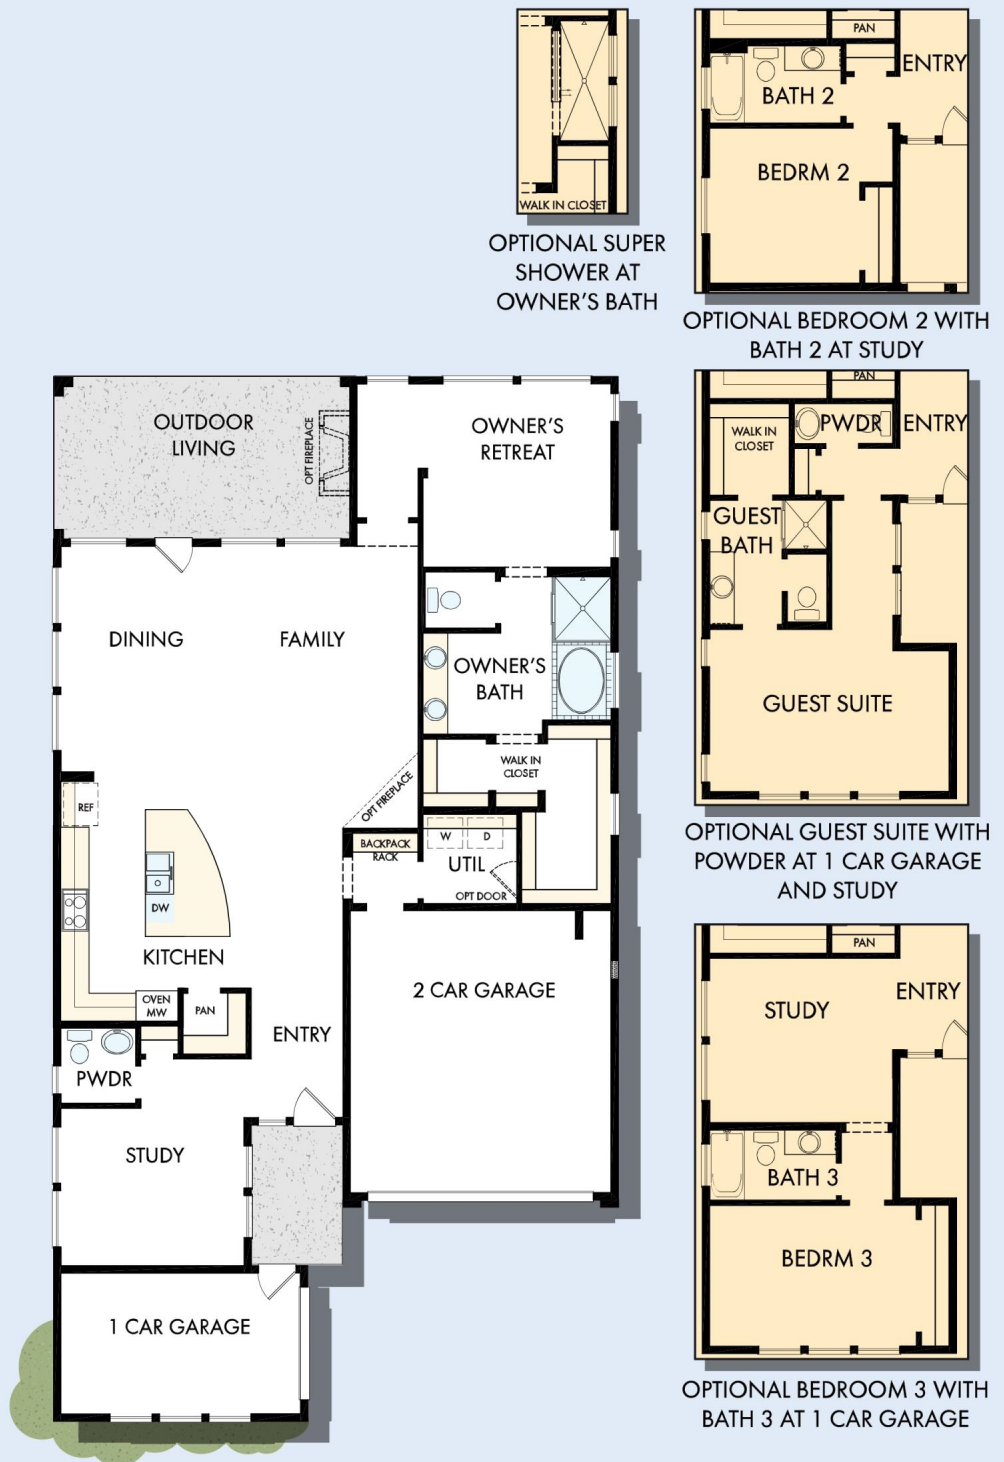 WALK IN CLOSET
OPTIONAL SUPER
SHOWER AT
OWNER'S BATH
PAN
ENTRY
BATH 2
BEDRM 2
OPTIONAL BEDROOM 2 WITH
BATH 2 AT STUDY
OUTDOOR
LIVING
OPT FIREPLACE
OWNER'S
RETREAT
DINING
FAMILY
OWNER'S
BATH
WALK IN
CLOSET
OPT FIREPLACE
REF
BACKPACK
RACK
W
D
UTIL
OPT DOOR
DW
KITCHEN
OVEN
MW
PAN
2 CAR GARAGE
ENTRY
PWDR
STUDY
1 CAR GARAGE
PAN
WALK IN
CLOSET
PWDR
ENTRY
GUEST
BATH
GUEST SUITE
OPTIONAL GUEST SUITE WITH
POWDER AT 1 CAR GARAGE
AND STUDY
PAN
STUDY
ENTRY
BATH 3
BEDRM 3
OPTIONAL BEDROOM 3 WITH
BATH 3 AT 1 CAR GARAGE